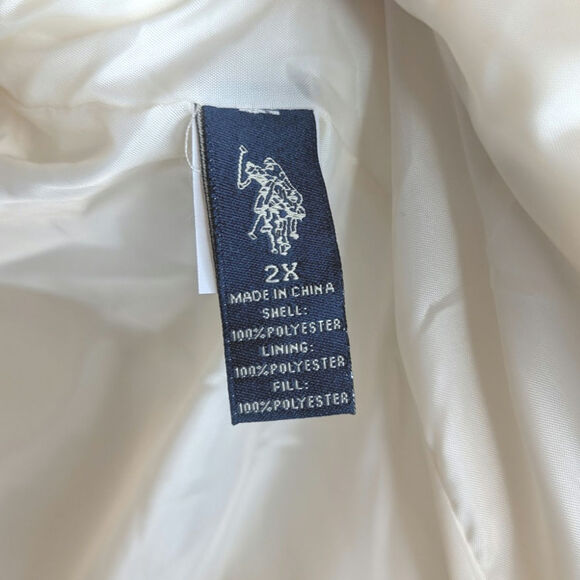 2X
MADE IN CHINA
SHELL:
100%POLYESTER
LINING:
100%POLYESTER
FILL:
100%POLYESTER